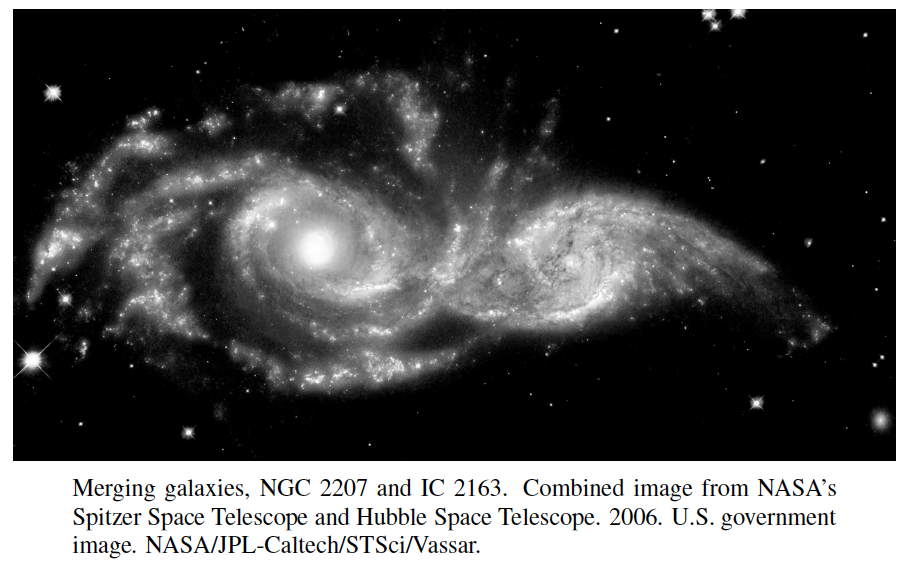 Merging galaxies, NGC 2207 and IC 2163. Combined image from NASA's
Spitzer Space Telescope and Hubble Space Telescope. 2006. U.S. government
image. NASA/JPL-Caltech/STSci/Vassar.